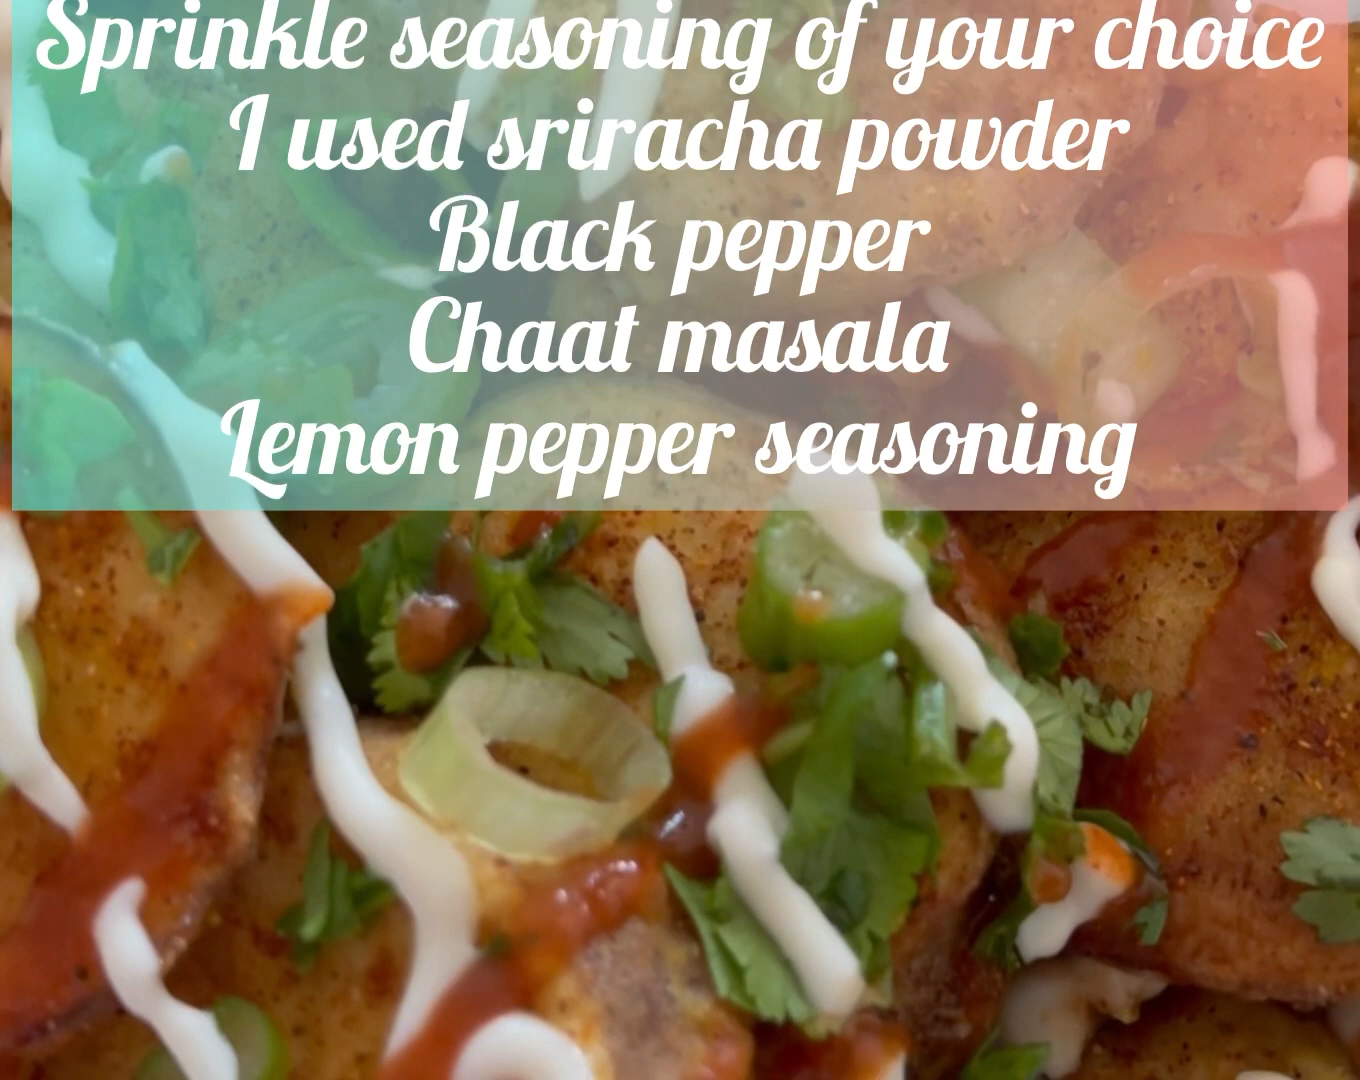 Sprinkle seasoning of your choice
I used sriracha powder
Black pepper
Chaat masala
Lemon pepper seasoning